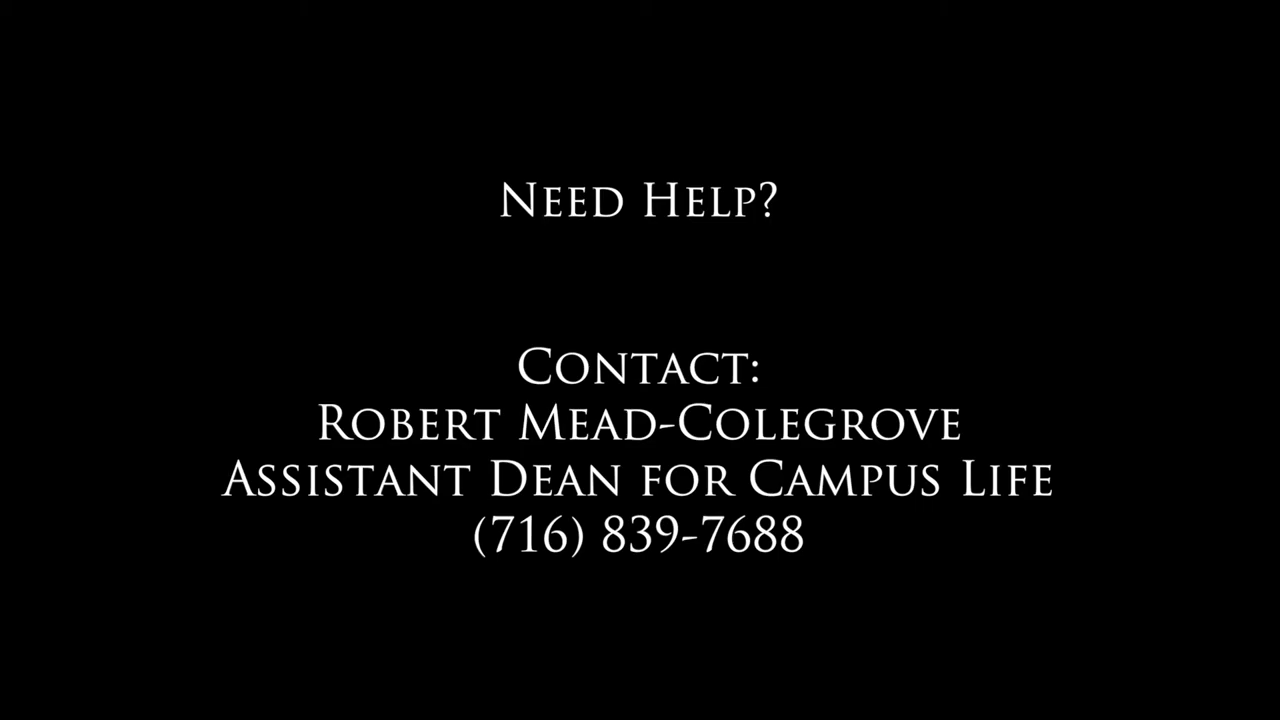 Need Help?
Contact:
Robert Mead-Colegrove
Assistant Dean for Campus Life
(716) 839-7688